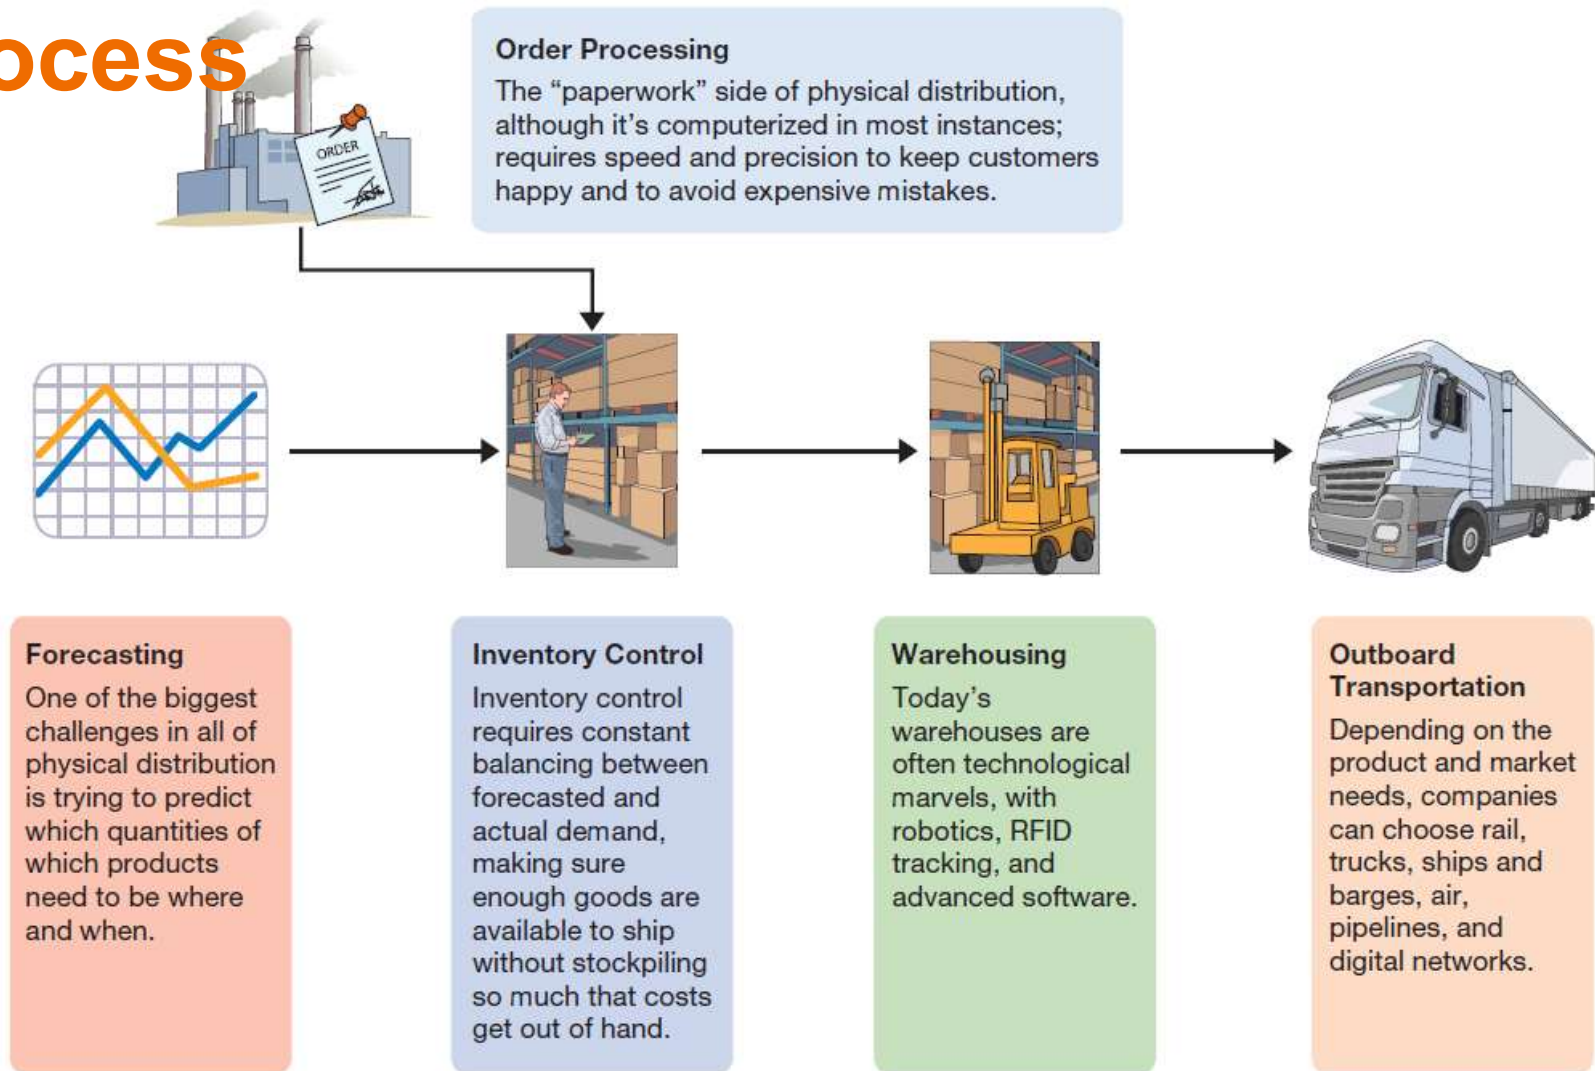 ocess
Order Processing
The “paperwork” side of physical distribution,
although it’s computerized in most instances;
requires speed and precision to keep customers
happy and to avoid expensive mistakes.
ORDER
Forecasting
One of the biggest
challenges in all of
physical distribution
is trying to predict
which quantities of
which products
need to be where
and when.
Inventory Control
Inventory control
requires constant
balancing between
forecasted and
actual demand,
making sure
enough goods are
available to ship
without stockpiling
so much that costs
get out of hand.
Warehousing
Today’s
warehouses are
often technological
marvels, with
robotics, RFID
tracking, and
advanced software.
Outboard
Transportation
Depending on the
product and market
needs, companies
can choose rail,
trucks, ships and
barges, air,
pipelines, and
digital networks.